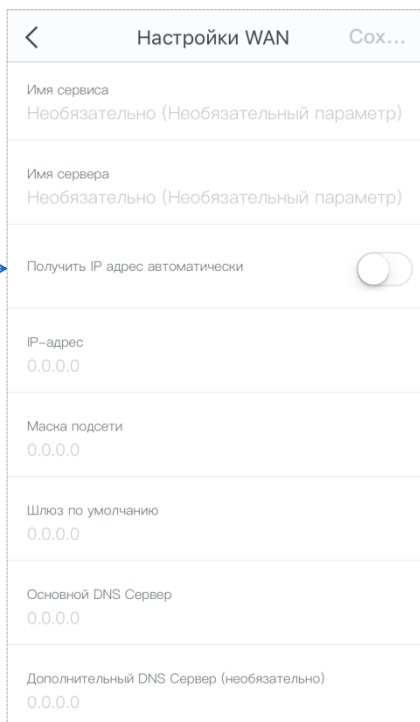 Настройки WAN Сох...
Имя сервиса
Необязательно (Необязательный параметр)
Имя сервера
Необязательно (Необязательный параметр)
Получить IP адрес автоматически
IP-адрес
0.0.0.0
Маска подсети
0.0.0.0
Шлюз по умолчанию
0.0.0.0
Основной DNS Сервер
0.0.0.0
Дополнительный DNS Сервер (необязательно)
0.0.0.0